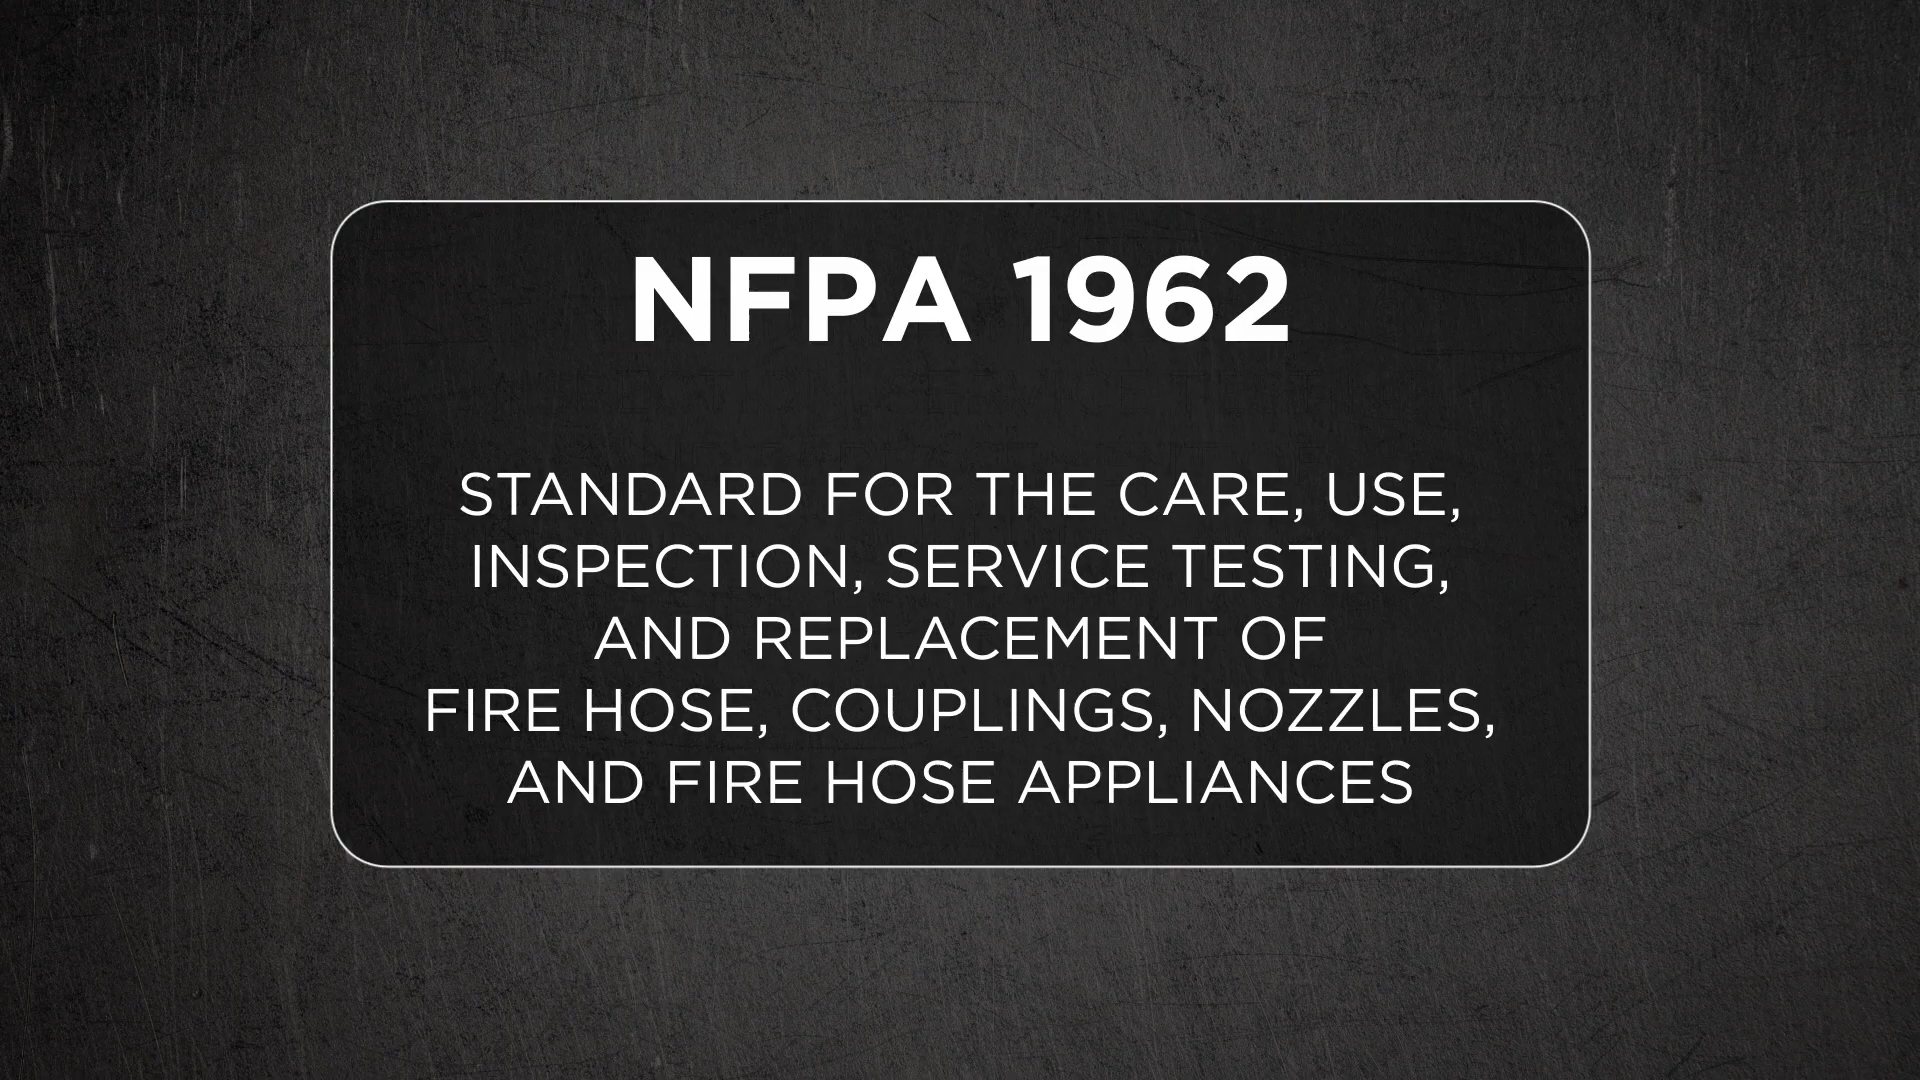 NFPA 1962
STANDARD FOR THE CARE, USE,
INSPECTION, SERVICE TESTING,
AND REPLACEMENT OF
FIRE HOSE, COUPLINGS, NOZZLES,
AND FIRE HOSE APPLIANCES